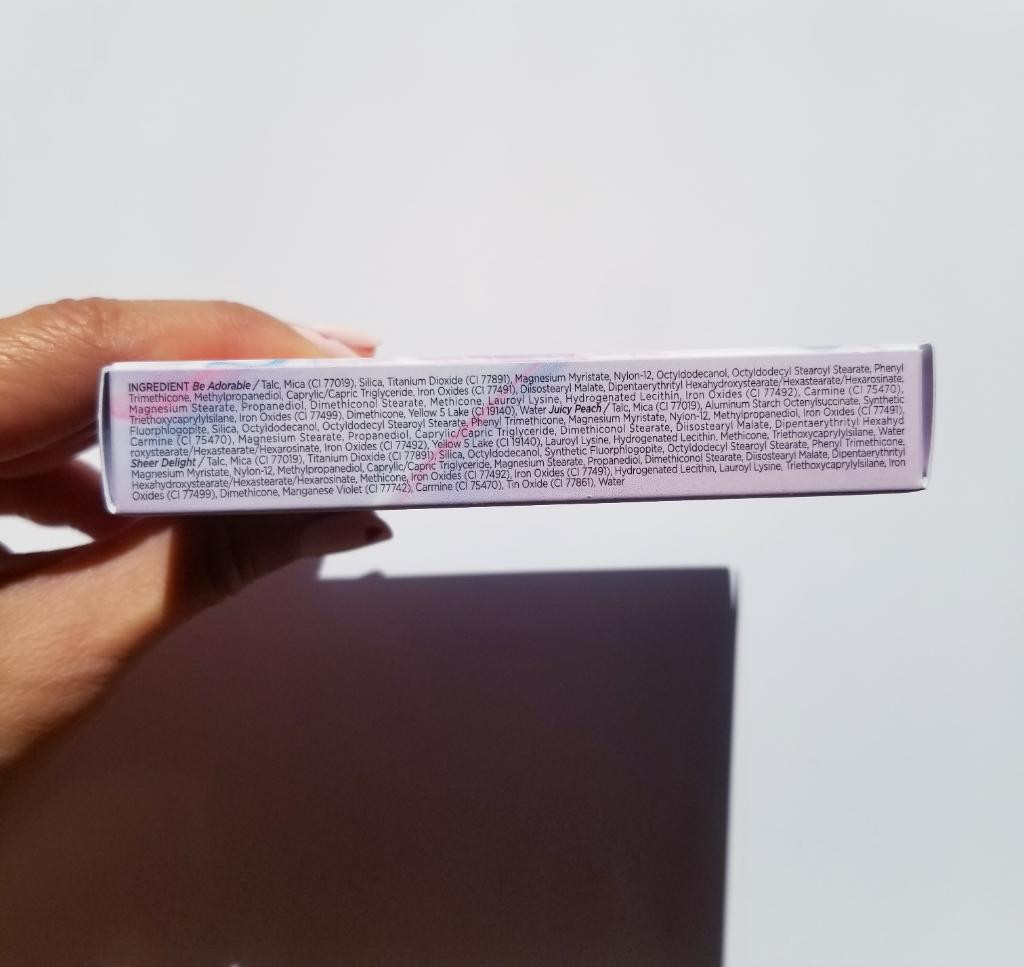 INGREDIENT Be Adorable / Talc, Mica (CI 77019), Silica, Titanium Dioxide (CI 77891), Magnesium Myristate, Nylon-12, Octyldodecanol, Octyldodecyl Stearoyl Stearate, Phenyl
Trimethicone, Methylpropanediol, Caprylic/Capric Triglyceride, Iron Oxides (CI 77491), Diisostearyl Malate, Dipentaerythrityl Hexahydroxystearate/Hexastearate/Hexarosinate,
Magnesium Stearate, Propanediol, Dimethiconol Stearate, Methicone, Lauroyl Lysine, Hydrogenated Lecithin, Iron Oxides (CI 77492), Carmine (CI 75470),
Triethoxycaprylylsilane, Iron Oxides (CI 77499), Dimethicone, Yellow 5 Lake (CI 19140), Water Juicy Peach / Talc, Mica (CI 77019), Aluminum Starch Octenylsuccinate, Synthetic
Fluorphlogopite, Silica, Octyldodecanol, Octyldodecyl Stearoyl Stearate, Phenyl Trimethicone, Magnesium Myristate, Nylon-12, Methylpropanediol, Iron Oxides (CI 77491),
Carmine (CI 75470), Magnesium Stearate, Propanediol, Caprylic/Capric Triglyceride, Dimethiconol Stearate, Diisostearyl Malate, Dipentaerythrityl Hexahyd
roxystearate/Hexastearate/Hexarosinate, Iron Oxides (CI 77492), Yellow 5 Lake (CI 19140), Lauroyl Lysine, Hydrogenated Lecithin, Methicone, Triethoxycaprylylsilane, Water
Sheer Delight / Talc, Mica (CI 77019), Titanium Dioxide (CI 77891), Silica, Octyldodecanol, Synthetic Fluorphlogopite, Octyldodecyl Stearoyl Stearate, Phenyl Trimethicone,
Magnesium Myristate, Nylon-12, Methylpropanediol, Caprylic/Capric Triglyceride, Magnesium Stearate, Propanediol, Dimethiconol Stearate, Diisostearyl Malate, Dipentaerythrityl
Hexahydroxystearate/Hexastearate/Hexarosinate, Methicone, Iron Oxides (CI 77492), Iron Oxides (CI 77491), Hydrogenated Lecithin, Lauroyl Lysine, Triethoxycaprylylsilane, Iron
Oxides (CI 77499), Dimethicone, Manganese Violet (CI 77742), Carmine (CI 75470), Tin Oxide (CI 77861), Water